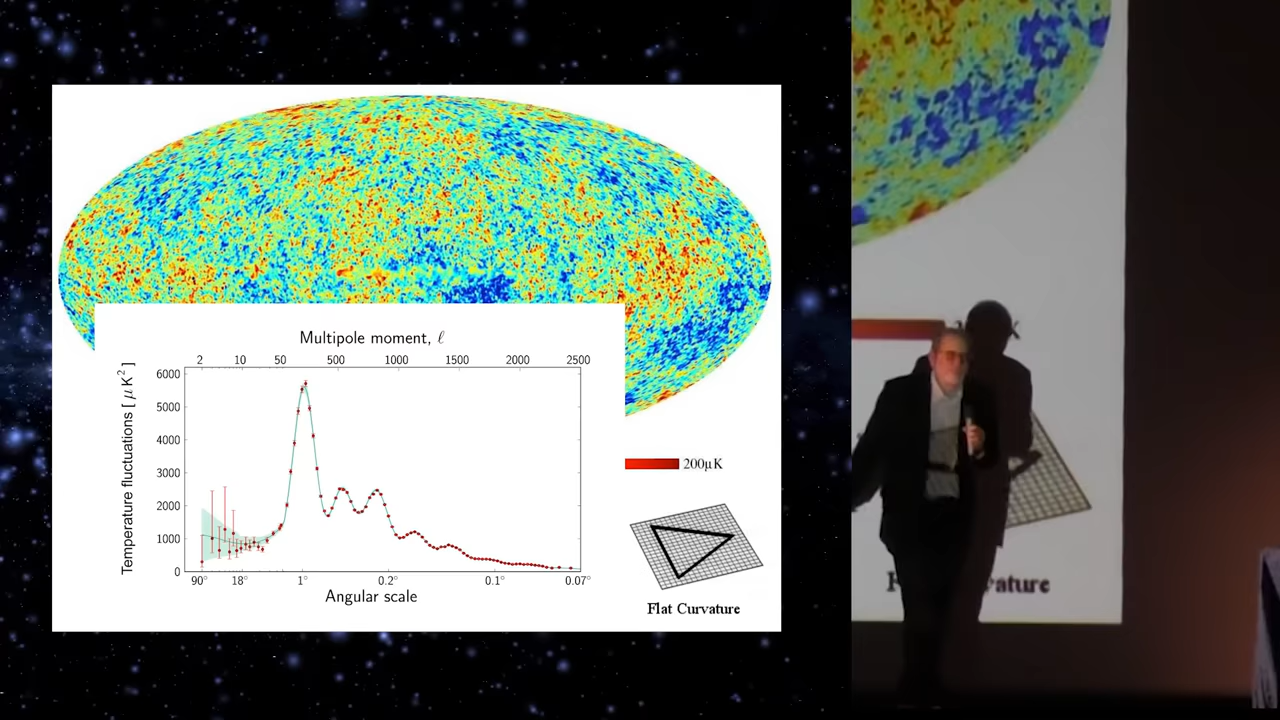 Multipole moment, ℓ
2 10 50 500 1000 1500 2000 2500
Temperature fluctuations [ μ K² ]
6000
5000
4000
3000
2000
1000
0
90° 18° 1° 0.2° 0.1° 0.07°
Angular scale
200μK
Flat Curvature